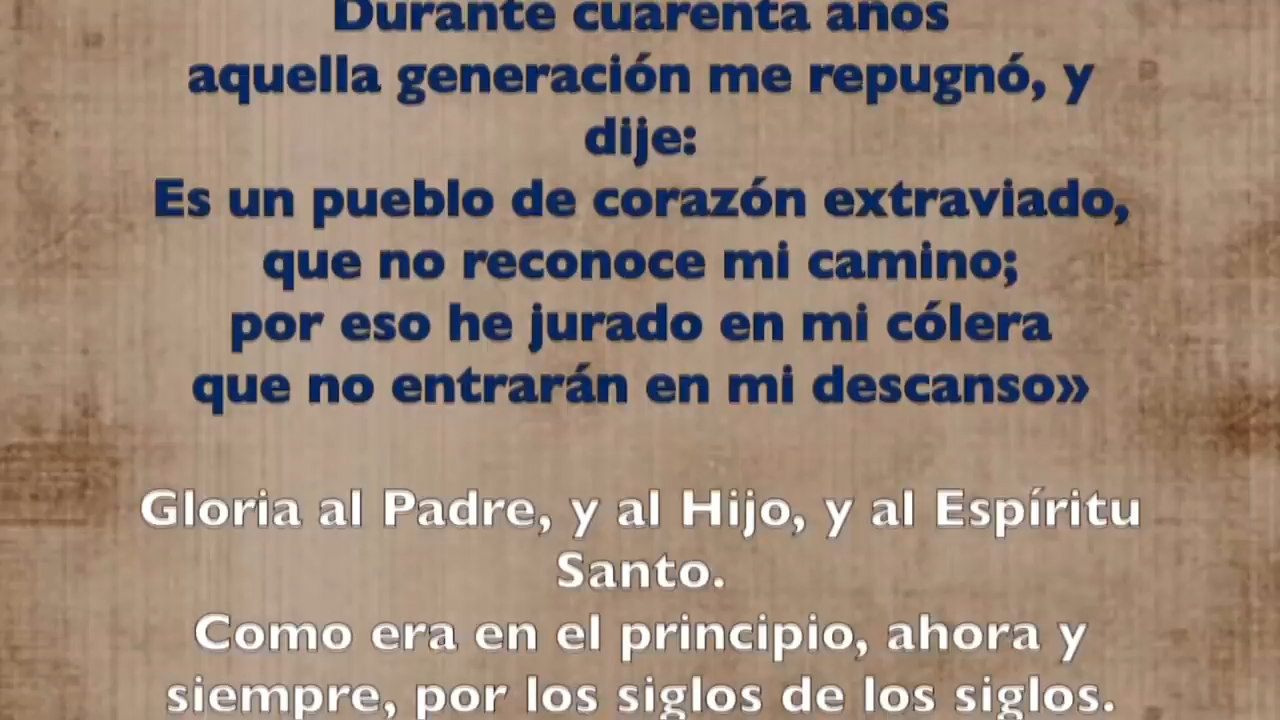 Durante cuarenta años
aquella generación me repugnó, y
dije:
Es un pueblo de corazón extraviado,
que no reconoce mi camino;
por eso he jurado en mi cólera
que no entrarán en mi descanso»
Gloria al Padre, y al Hijo, y al Espíritu
Santo.
Como era en el principio, ahora y
siempre, por los siglos de los siglos.